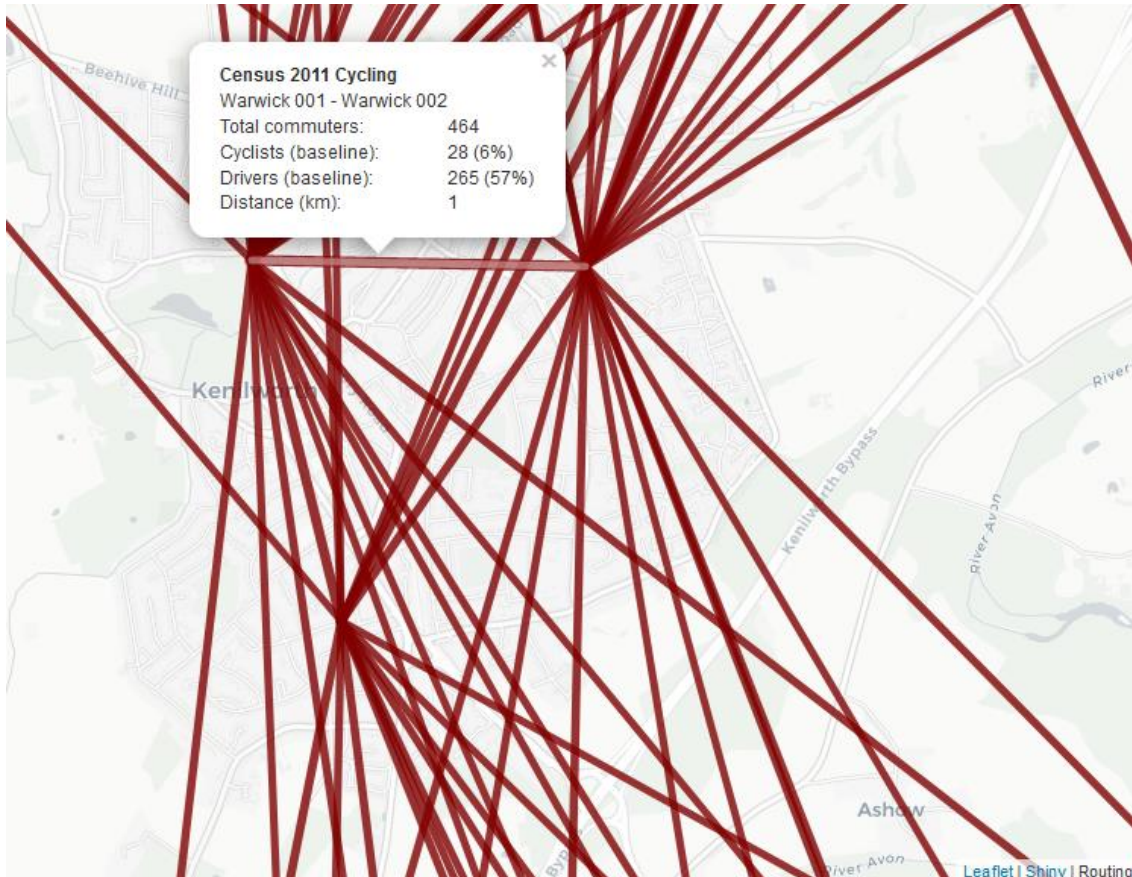 Beehive Hill
×
Census 2011 Cycling
Warwick 001 - Warwick 002
Total commuters: 464
Cyclists (baseline): 28 (6%)
Drivers (baseline): 265 (57%)
Distance (km): 1
Kenilworth
River
Kenilworth Bypass
River Avon
Ashow
River Avon
Leaflet | Shiny | Routing